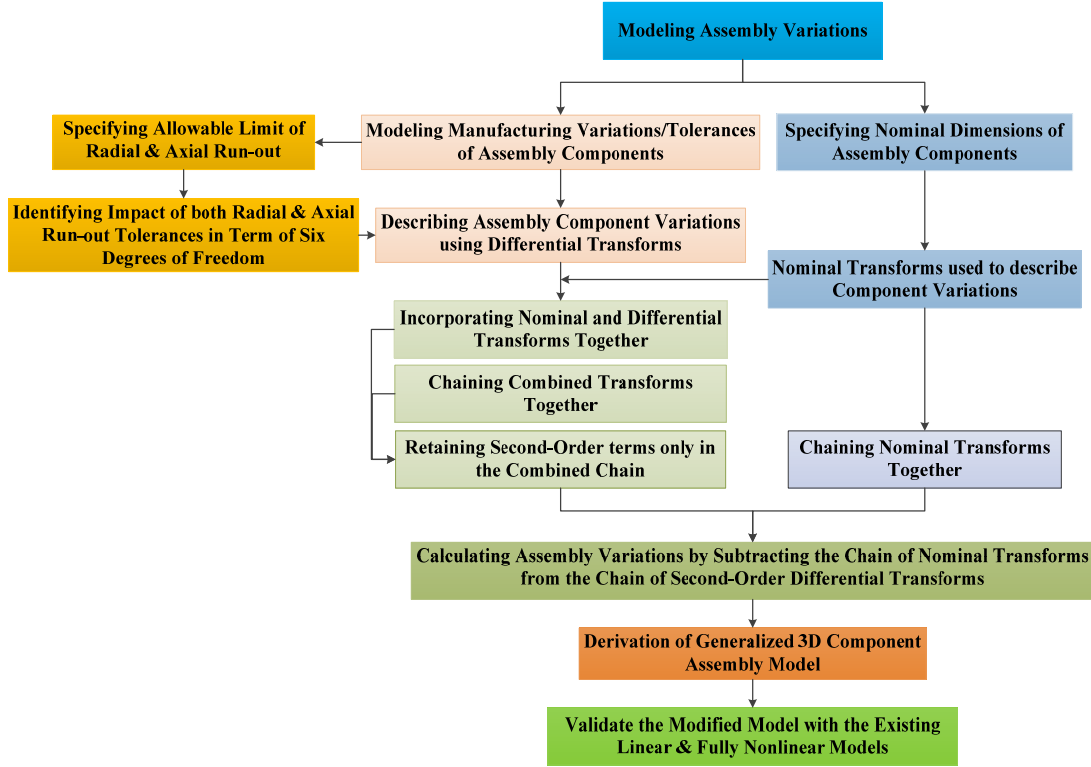 Modeling Assembly Variations
Specifying Allowable Limit of
Radial & Axial Run-out
Modeling Manufacturing Variations/Tolerances
of Assembly Components
Specifying Nominal Dimensions of
Assembly Components
Identifying Impact of both Radial & Axial
Run-out Tolerances in Term of Six
Degrees of Freedom
Describing Assembly Component Variations
using Differential Transforms
Nominal Transforms used to describe
Component Variations
Incorporating Nominal and Differential
Transforms Together
Chaining Combined Transforms
Together
Retaining Second-Order terms only in
the Combined Chain
Chaining Nominal Transforms
Together
Calculating Assembly Variations by Subtracting the Chain of Nominal Transforms
from the Chain of Second-Order Differential Transforms
Derivation of Generalized 3D Component
Assembly Model
Validate the Modified Model with the Existing
Linear & Fully Nonlinear Models